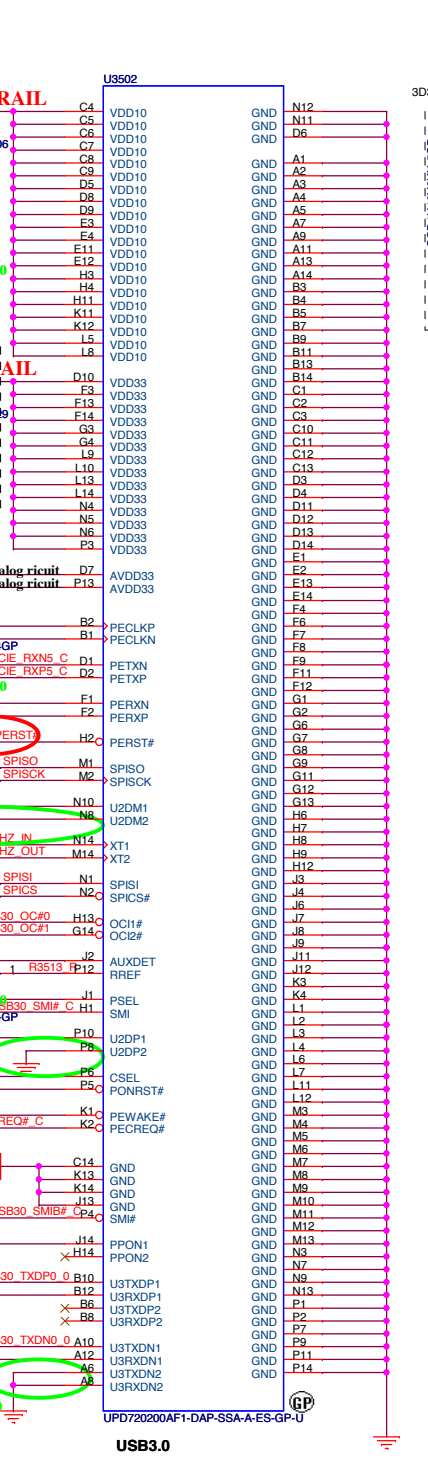 U3502
RAIL
C4 VDD10
C5 VDD10
C6 VDD10
C7 VDD10
C8 VDD10
C9 VDD10
D5 VDD10
D8 VDD10
D9 VDD10
E3 VDD10
E4 VDD10
E11 VDD10
E12 VDD10
H3 VDD10
H4 VDD10
H11 VDD10
K11 VDD10
K12 VDD10
L5 VDD10
L8 VDD10
AIL
D10 VDD33
F3 VDD33
F13 VDD33
F14 VDD33
G3 VDD33
G4 VDD33
L9 VDD33
L10 VDD33
L13 VDD33
L14 VDD33
N4 VDD33
N5 VDD33
N6 VDD33
P3 VDD33
alog ricuit D7 AVDD33
alog ricuit P13 AVDD33
B2 PECLKP
B1 PECLKN
-GP
CIE_RXN5_C D1 PETXN
CIE_RXP5_C D2 PETXP
F1 PERXN
F2 PERXP
PERST# H2 PERST#
SPISO M1 SPISO
SPISCK M2 SPISCK
N10 U2DM1
N8 U2DM2
HZ_IN N14 XT1
HZ_OUT M14 XT2
SPISI N1 SPISI
SPICS N2 SPICS#
30_OC#0 H13 OCI1#
30_OC#1 G14 OCI2#
J2 AUXDET
1 R3513_R P12 RREF
J1 PSEL
SB30_SMI#_C H1 SMI
-GP
P10 U2DP1
P8 U2DP2
P6 CSEL
P5 PONRST#
K1 PEWAKE#
REQ#_C K2 PECREQ#
C14 GND
K13 GND
K14 GND
J13 GND
SB30_SMIB#_C P4 SMI#
J14 PPON1
H14 PPON2
30_TXDP0_0 B10 U3TXDP1
B12 U3RXDP1
B6 U3TXDP2
B8 U3RXDP2
30_TXDN0_0 A10 U3TXDN1
A12 U3RXDN1
A6 U3TXDN2
A8 U3RXDN2
GND N12
GND N11
GND D6
GND A1
GND A2
GND A3
GND A4
GND A5
GND A7
GND A9
GND A11
GND A13
GND A14
GND B3
GND B4
GND B5
GND B7
GND B9
GND B11
GND B13
GND B14
GND C1
GND C2
GND C3
GND C10
GND C11
GND C12
GND C13
GND D3
GND D4
GND D11
GND D12
GND D13
GND D14
GND E1
GND E2
GND E13
GND E14
GND F4
GND F6
GND F7
GND F8
GND F9
GND F11
GND F12
GND G1
GND G2
GND G6
GND G7
GND G8
GND G9
GND G11
GND G12
GND G13
GND H6
GND H7
GND H8
GND H9
GND H12
GND J3
GND J4
GND J6
GND J7
GND J8
GND J9
GND J11
GND J12
GND K3
GND K4
GND L1
GND L2
GND L3
GND L4
GND L6
GND L7
GND L11
GND L12
GND M3
GND M4
GND M5
GND M6
GND M7
GND M8
GND M9
GND M10
GND M11
GND M12
GND M13
GND N3
GND N7
GND N9
GND N13
GND P1
GND P2
GND P7
GND P9
GND P11
GND P14
GP
UPD720200AF1-DAP-SSA-A-ES-GP-U
USB3.0